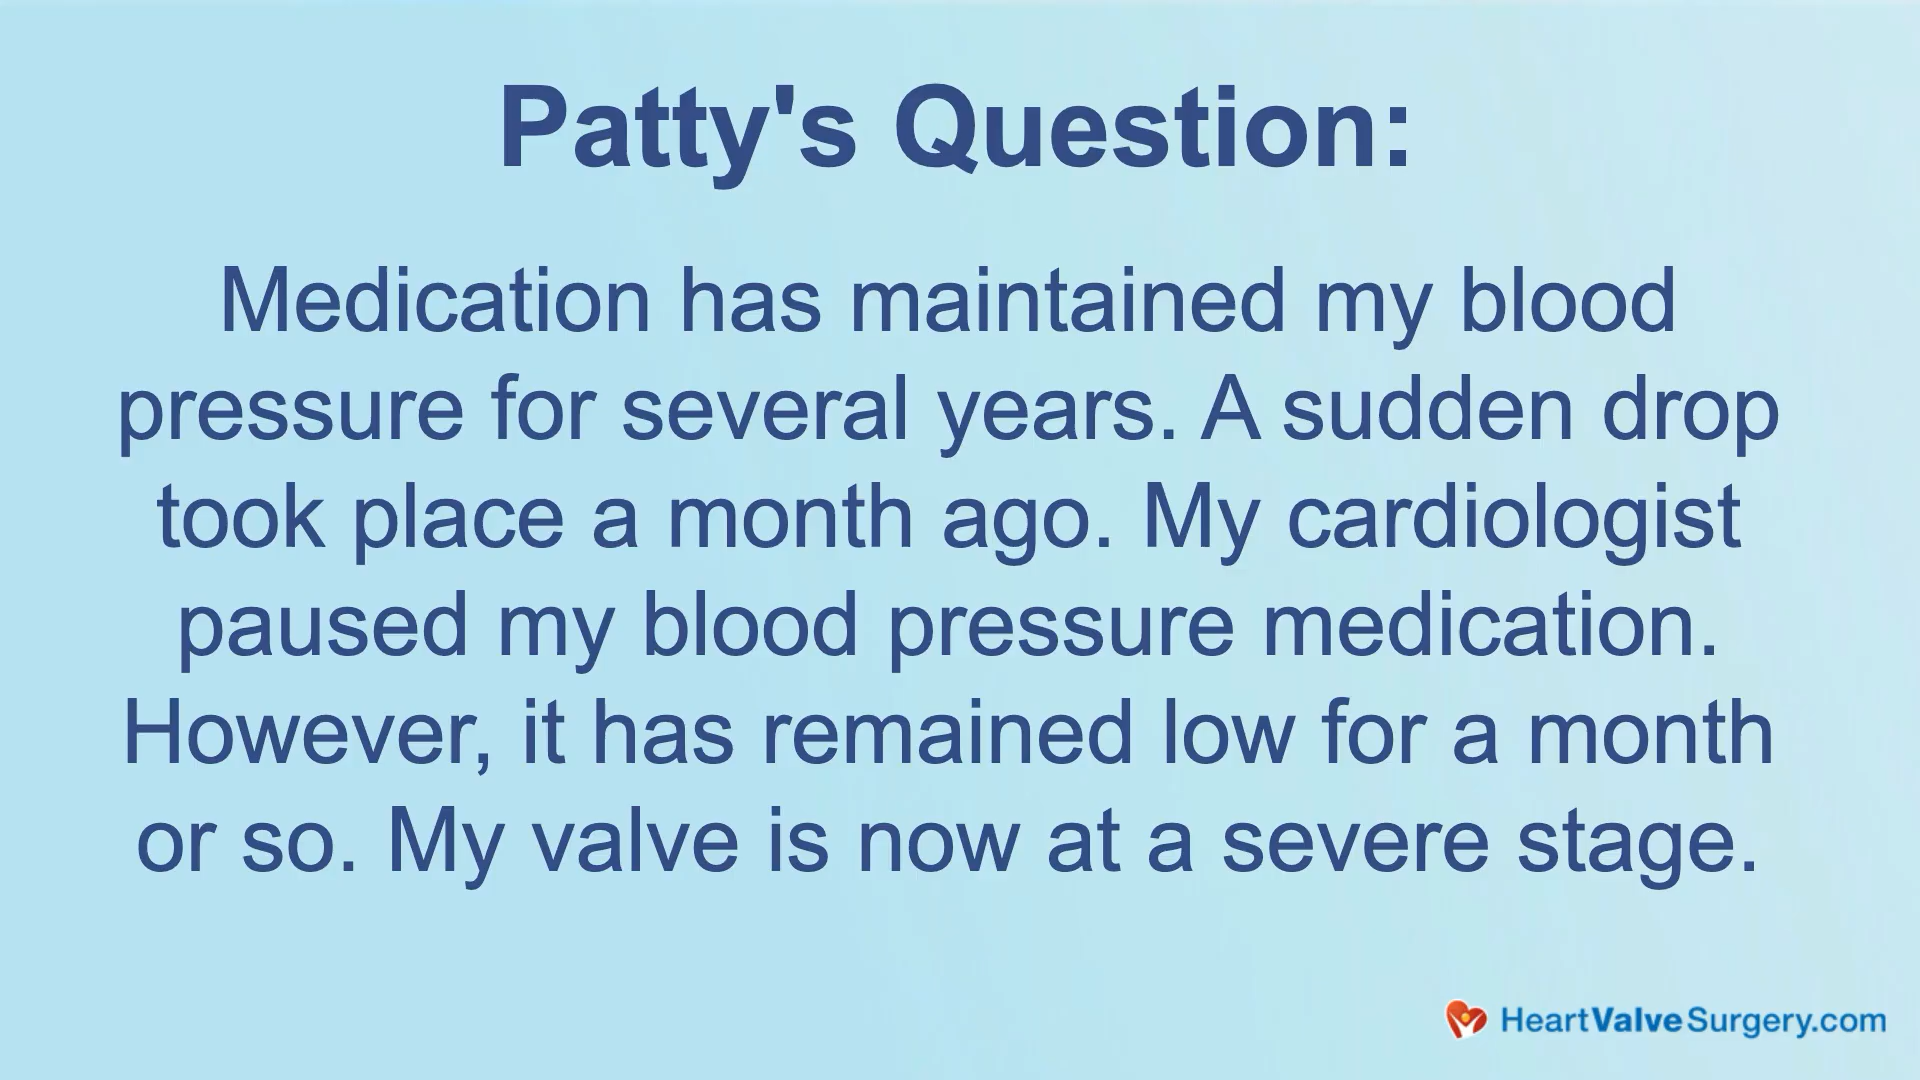 Patty's Question:
Medication has maintained my blood
pressure for several years. A sudden drop
took place a month ago. My cardiologist
paused my blood pressure medication.
However, it has remained low for a month
or so. My valve is now at a severe stage.
HeartValveSurgery.com